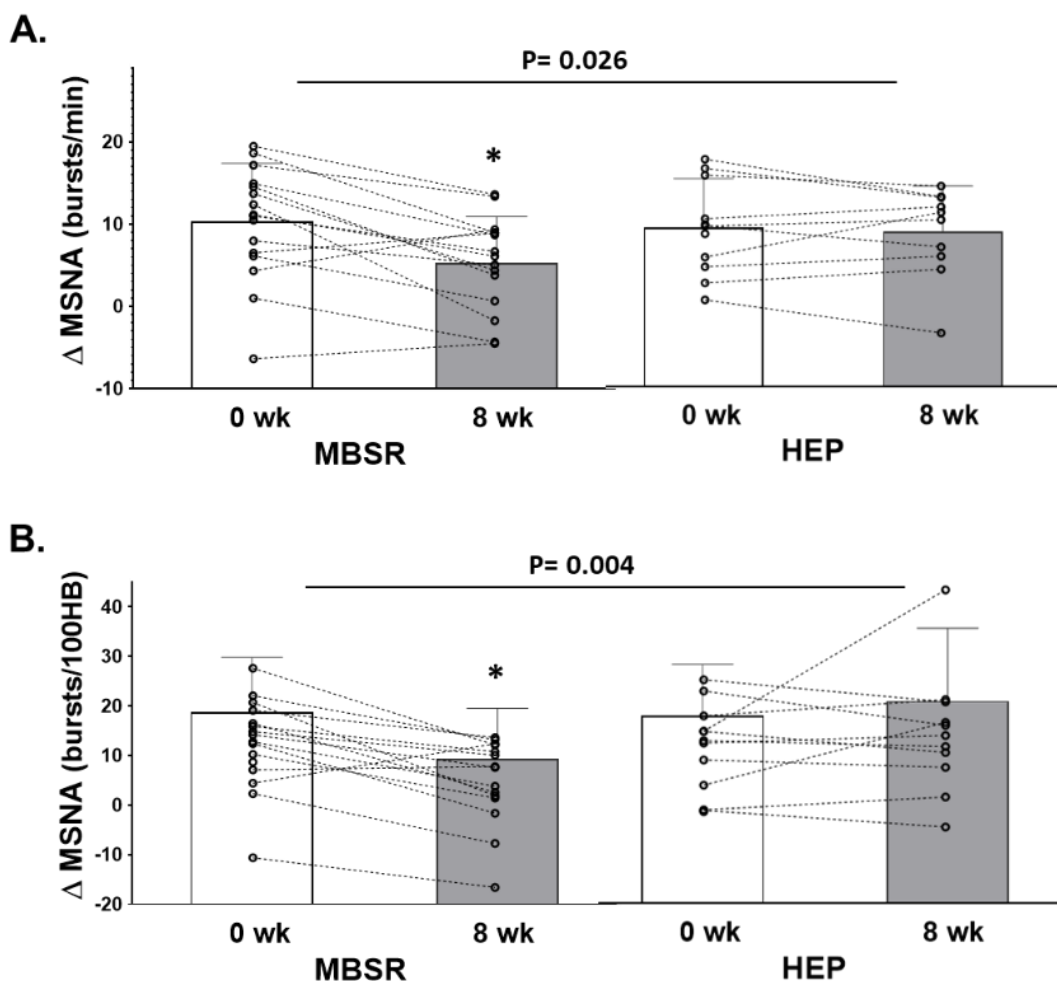 A.
P= 0.026
Δ MSNA (bursts/min)
20
10
0
-10
*
0 wk
8 wk
0 wk
8 wk
MBSR
HEP
B.
P= 0.004
Δ MSNA (bursts/100HB)
40
30
20
10
0
-10
-20
*
0 wk
8 wk
0 wk
8 wk
MBSR
HEP